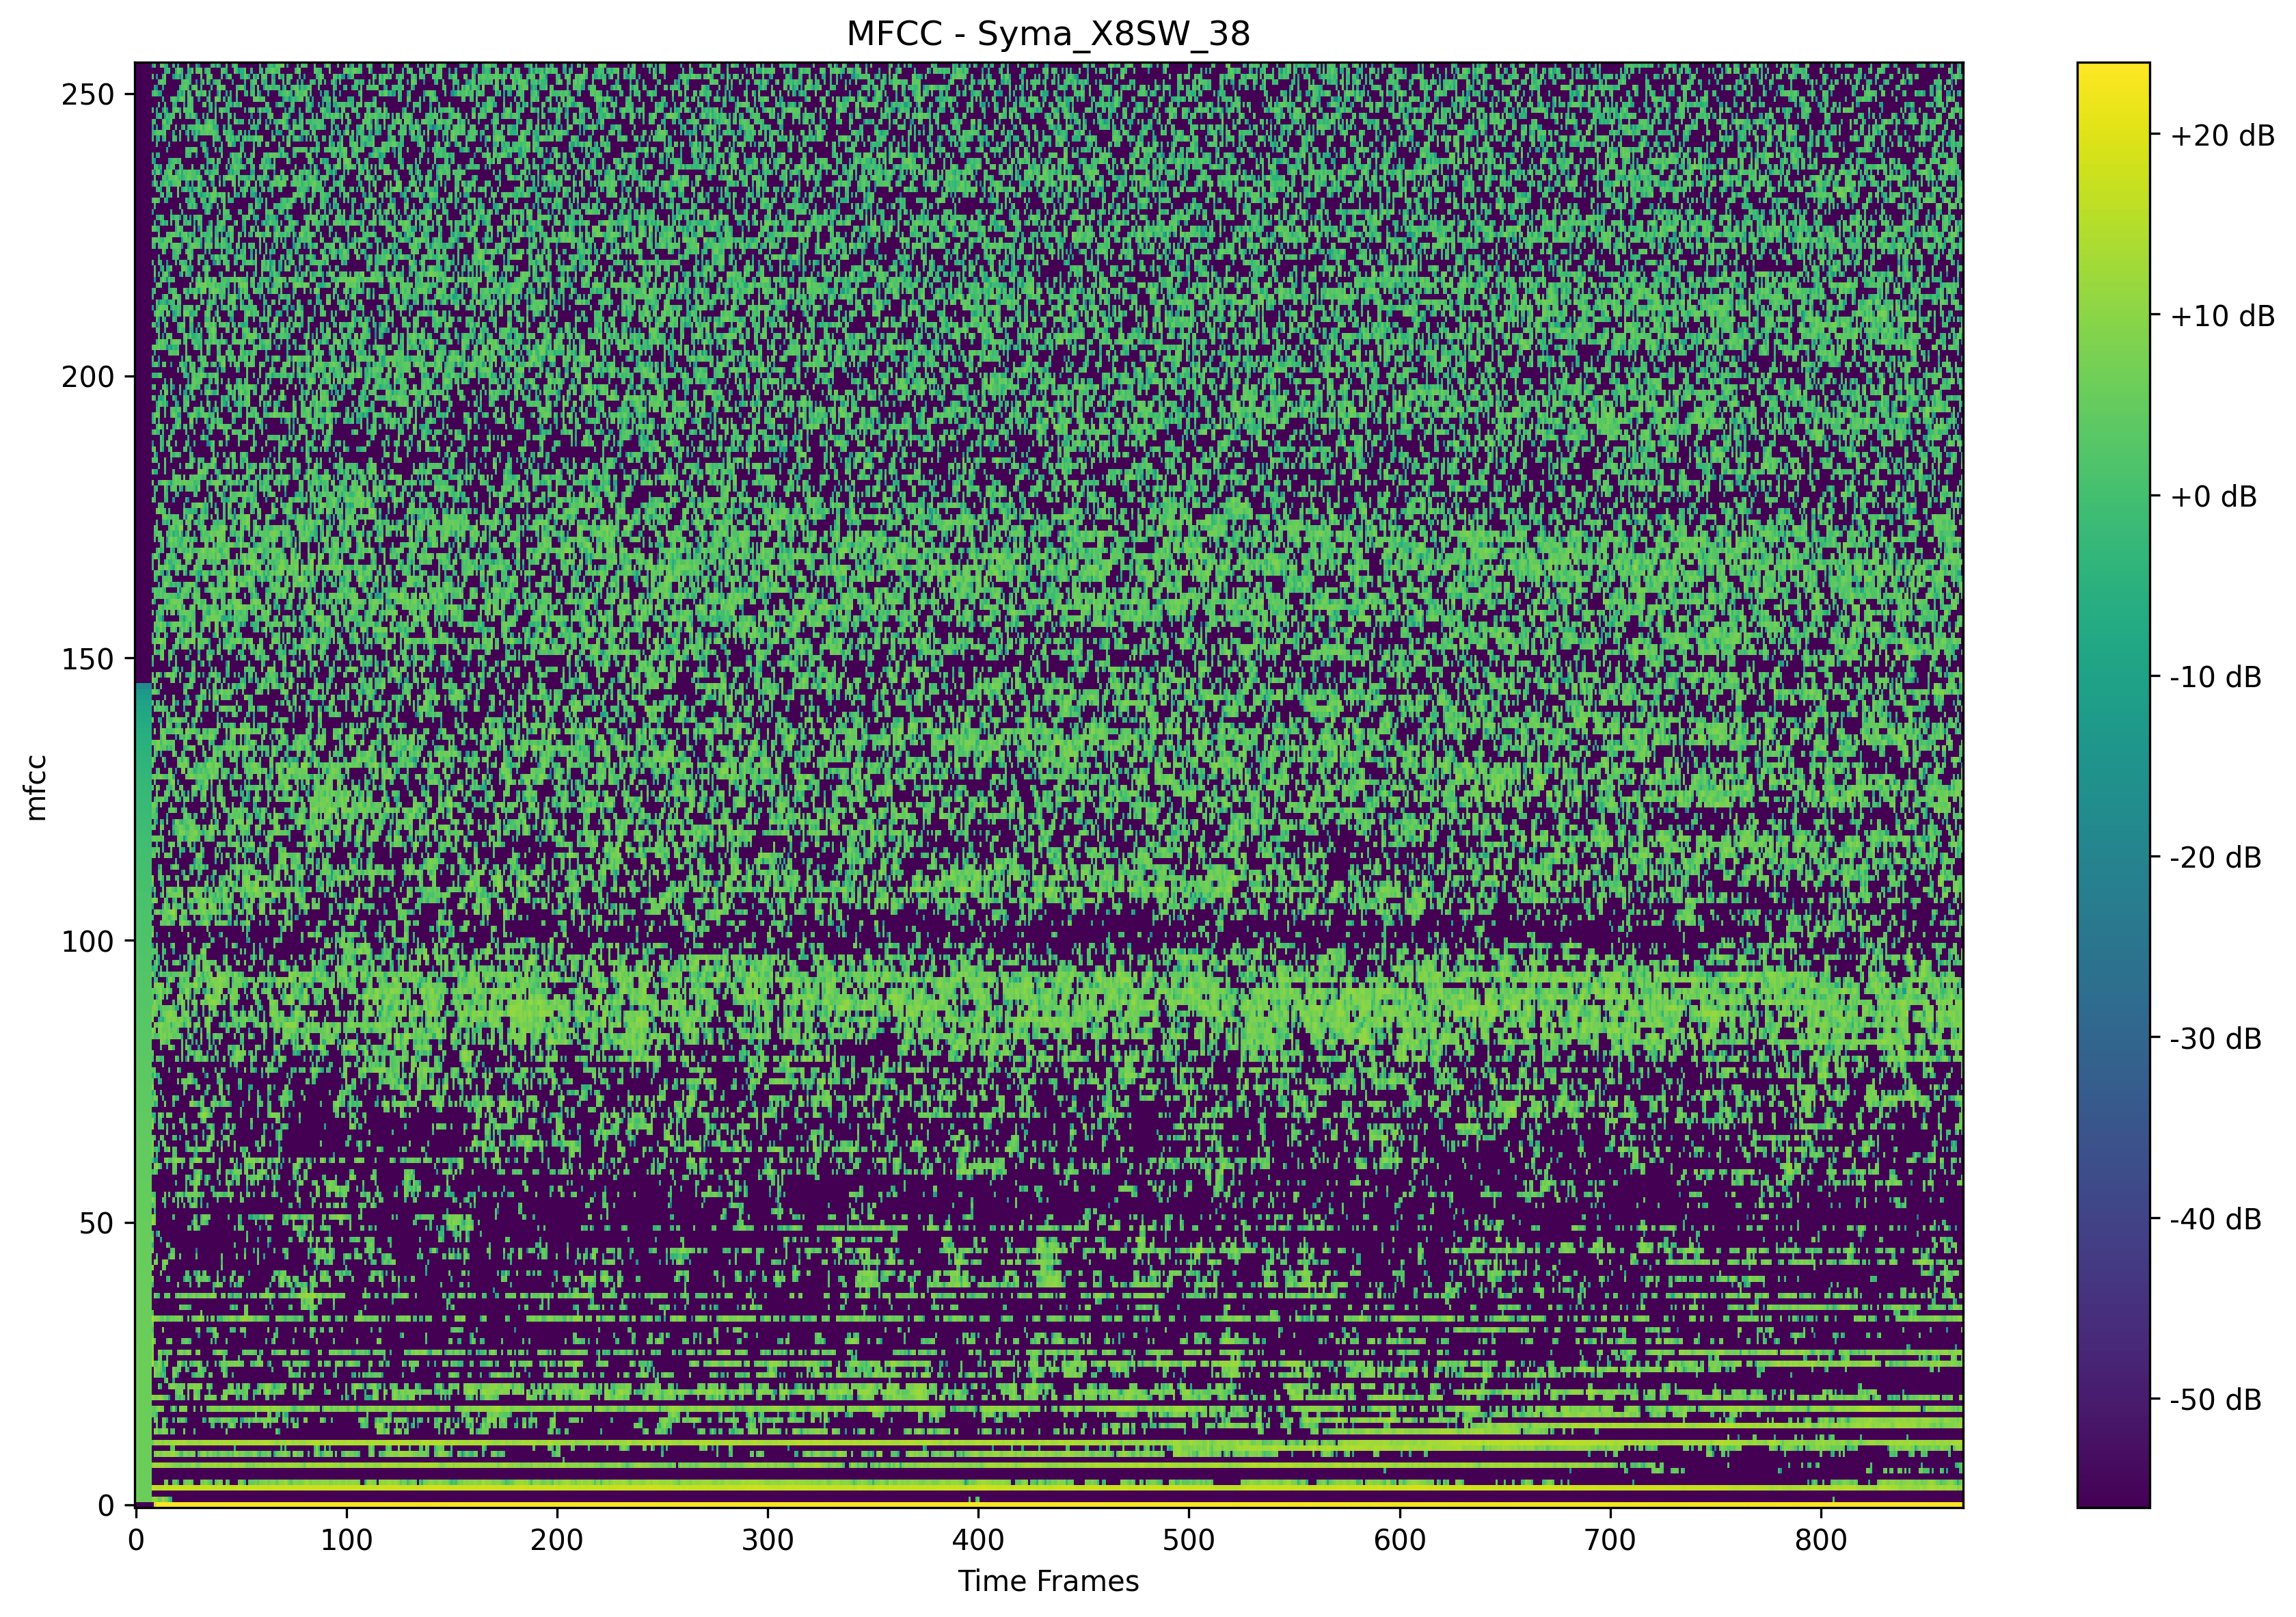 MFCC - Syma_X8SW_38
250
200
150
100
50
0
mfcc
0 100 200 300 400 500 600 700 800
Time Frames
+20 dB
+10 dB
+0 dB
-10 dB
-20 dB
-30 dB
-40 dB
-50 dB